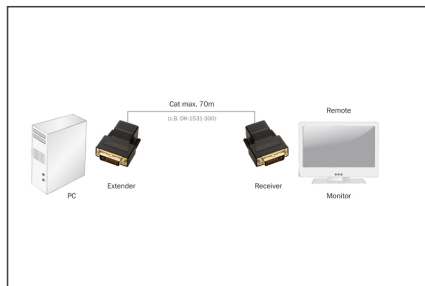 Cat max. 70m
(z.B. DK-1531-300)
Remote
PC
Extender
Receiver
Monitor